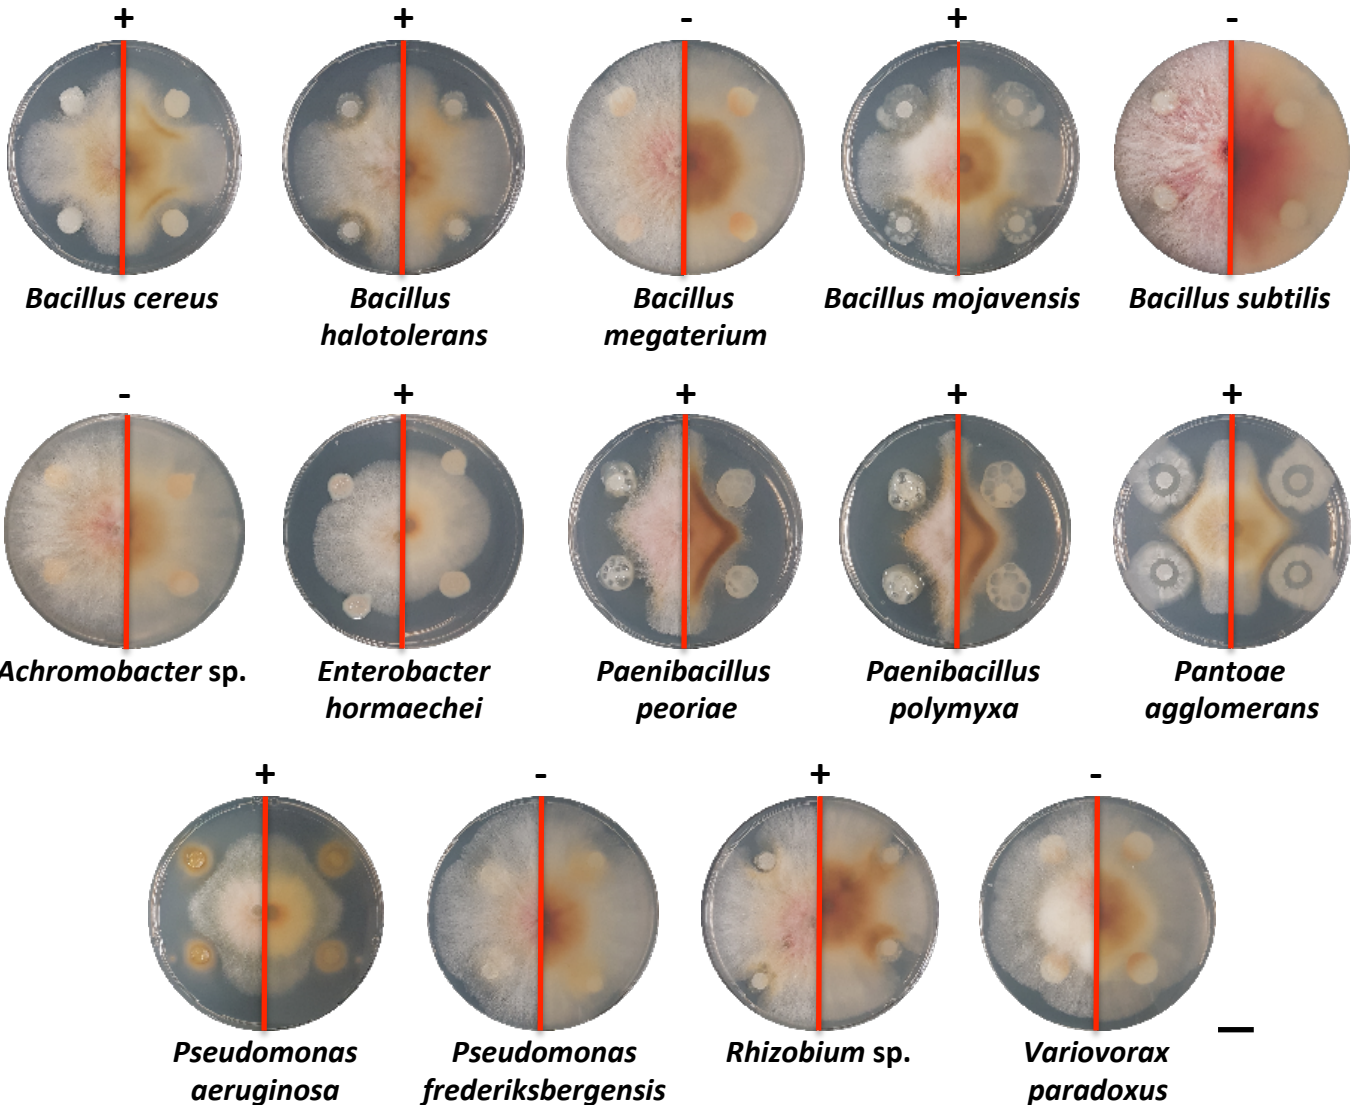 + + - + -
Bacillus cereus Bacillus halotolerans Bacillus megaterium Bacillus mojavensis Bacillus subtilis
- + + + +
Achromobacter sp. Enterobacter hormaechei Paenibacillus peoriae Paenibacillus polymyxa Pantoae agglomerans
+ - + -
Pseudomonas aeruginosa Pseudomonas frederiksbergensis Rhizobium sp. Variovorax paradoxus